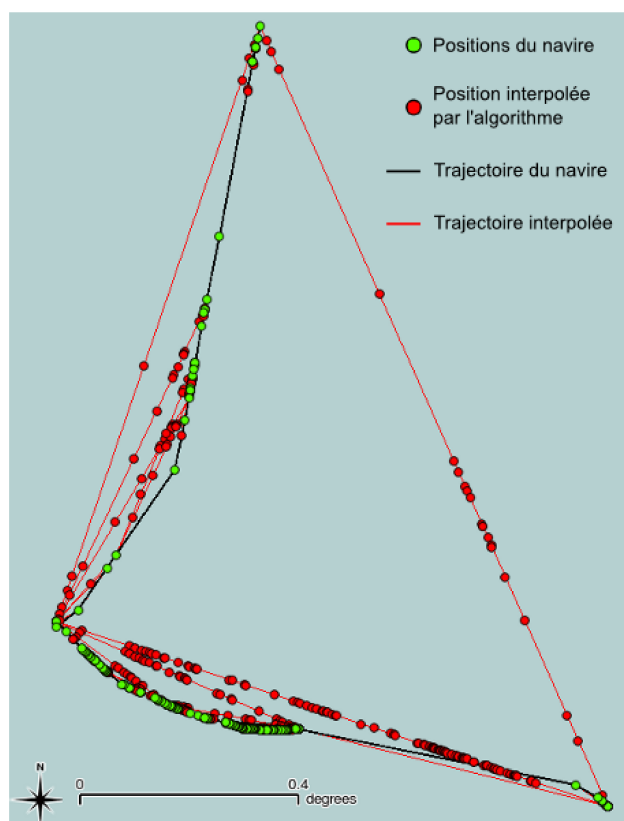 Positions du navire
Position interpolée
par l'algorithme
Trajectoire du navire
Trajectoire interpolée
N
0 0.4
degrees